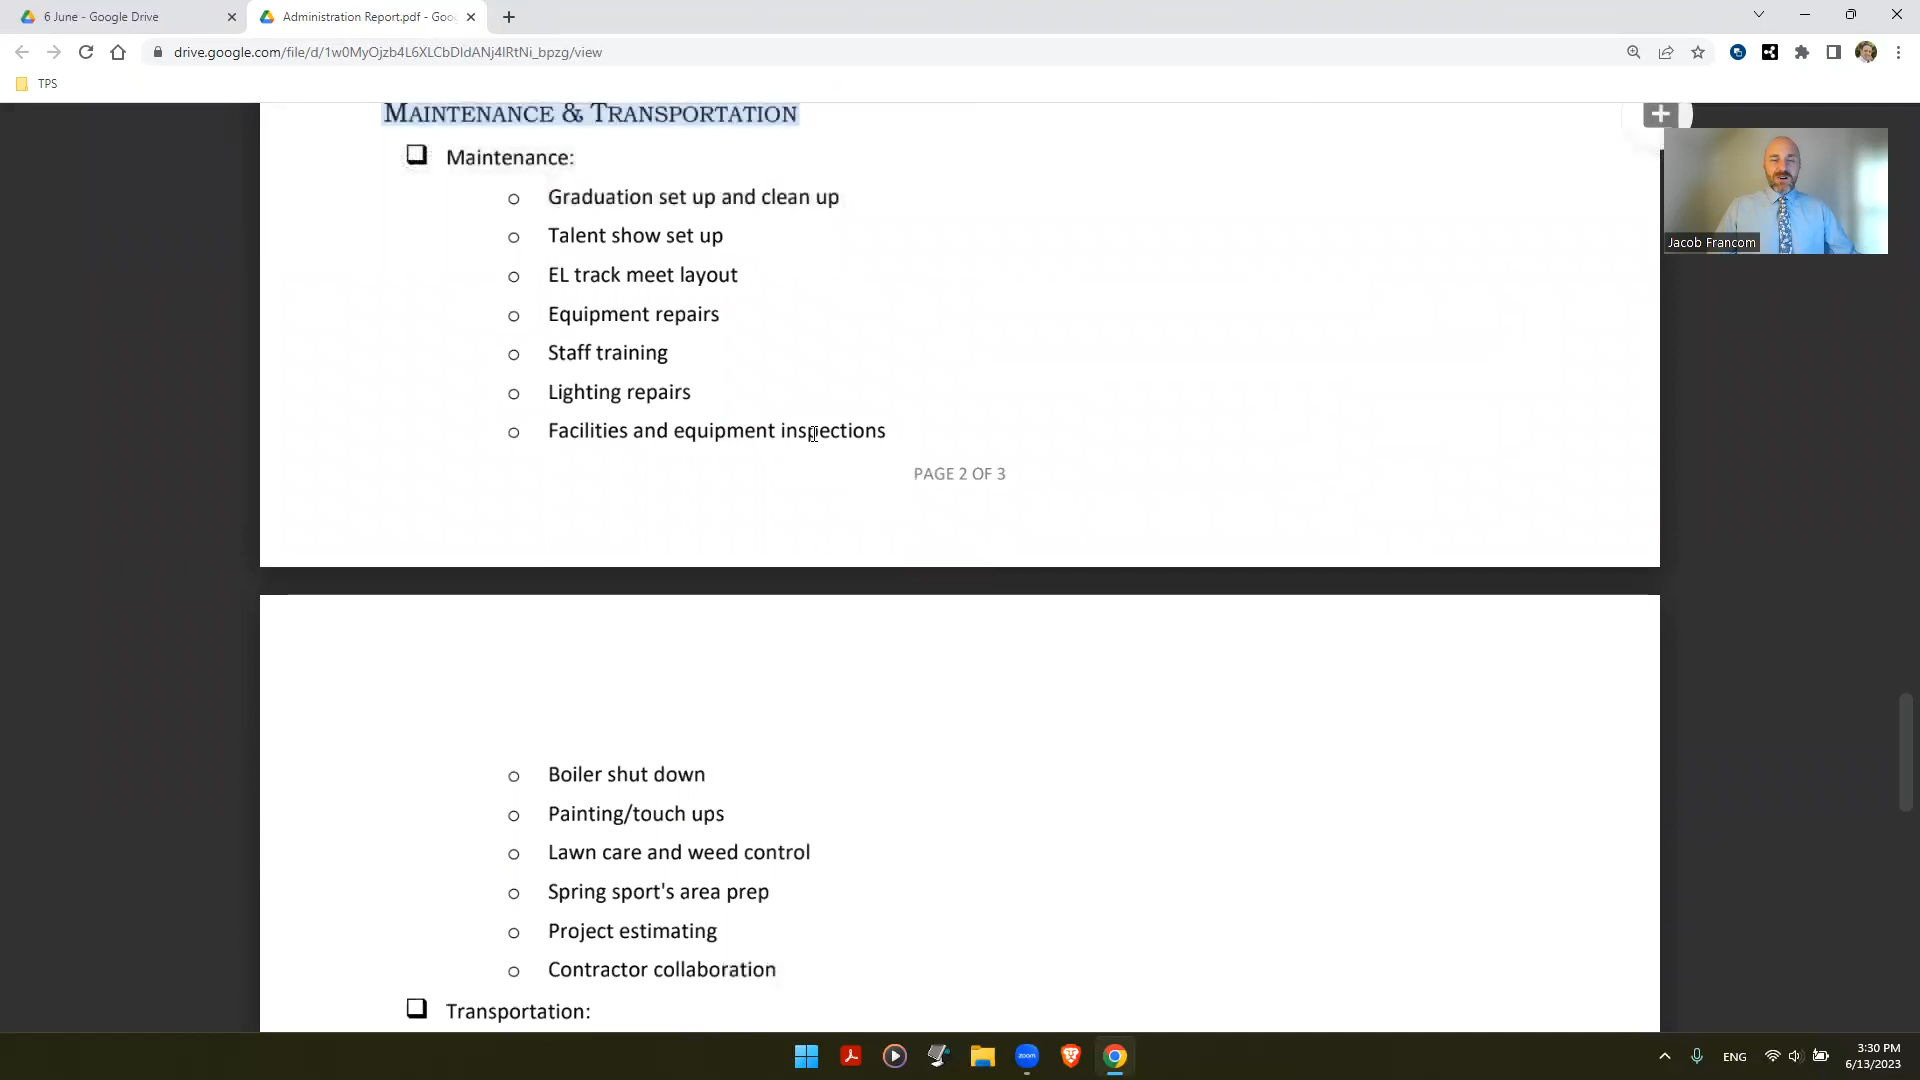 6 June - Google Drive
Administration Report.pdf - Goo
drive.google.com/file/d/1w0MyOjzb4L6XLCbDIdANj4lRtNi_bpzg/view
TPS
MAINTENANCE & TRANSPORTATION
Jacob Francom
Maintenance:
Graduation set up and clean up
Talent show set up
EL track meet layout
Equipment repairs
Staff training
Lighting repairs
Facilities and equipment inspections
PAGE 2 OF 3
Boiler shut down
Painting/touch ups
Lawn care and weed control
Spring sport's area prep
Project estimating
Contractor collaboration
Transportation:
zoom
ENG
3:30 PM
6/13/2023